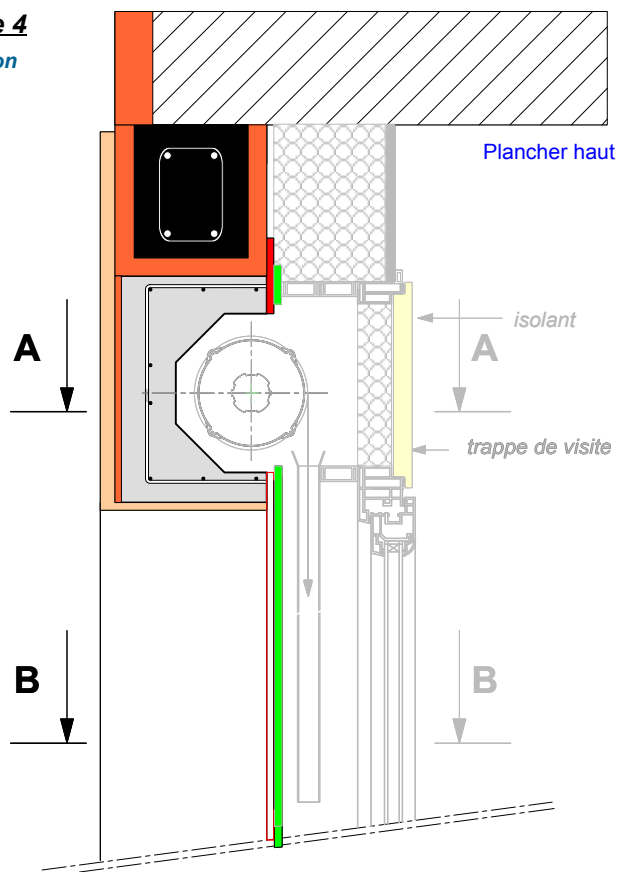 e 4
on
Plancher haut
A
isolant
A
trappe de visite
B
B